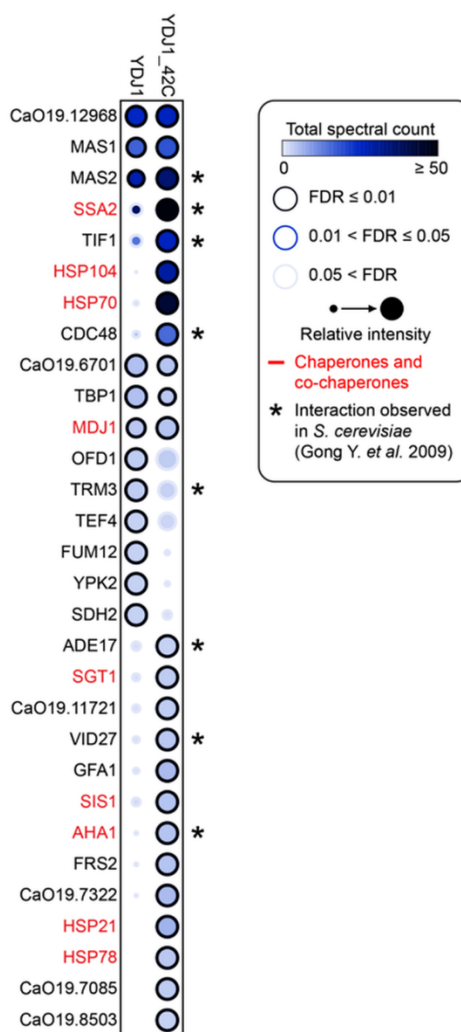 YDJ1
YDJ1_42C
CaO19.12968
MAS1
MAS2 *
SSA2 *
TIF1 *
HSP104
HSP70
CDC48 *
CaO19.6701
TBP1
MDJ1
OFD1
TRM3 *
TEF4
FUM12
YPK2
SDH2
ADE17 *
SGT1
CaO19.11721
VID27 *
GFA1
SIS1
AHA1 *
FRS2
CaO19.7322
HSP21
HSP78
CaO19.7085
CaO19.8503
Total spectral count
0 ≥ 50
FDR ≤ 0.01
0.01 < FDR ≤ 0.05
0.05 < FDR
Relative intensity
Chaperones and
co-chaperones
* Interaction observed
in S. cerevisiae
(Gong Y. et al. 2009)